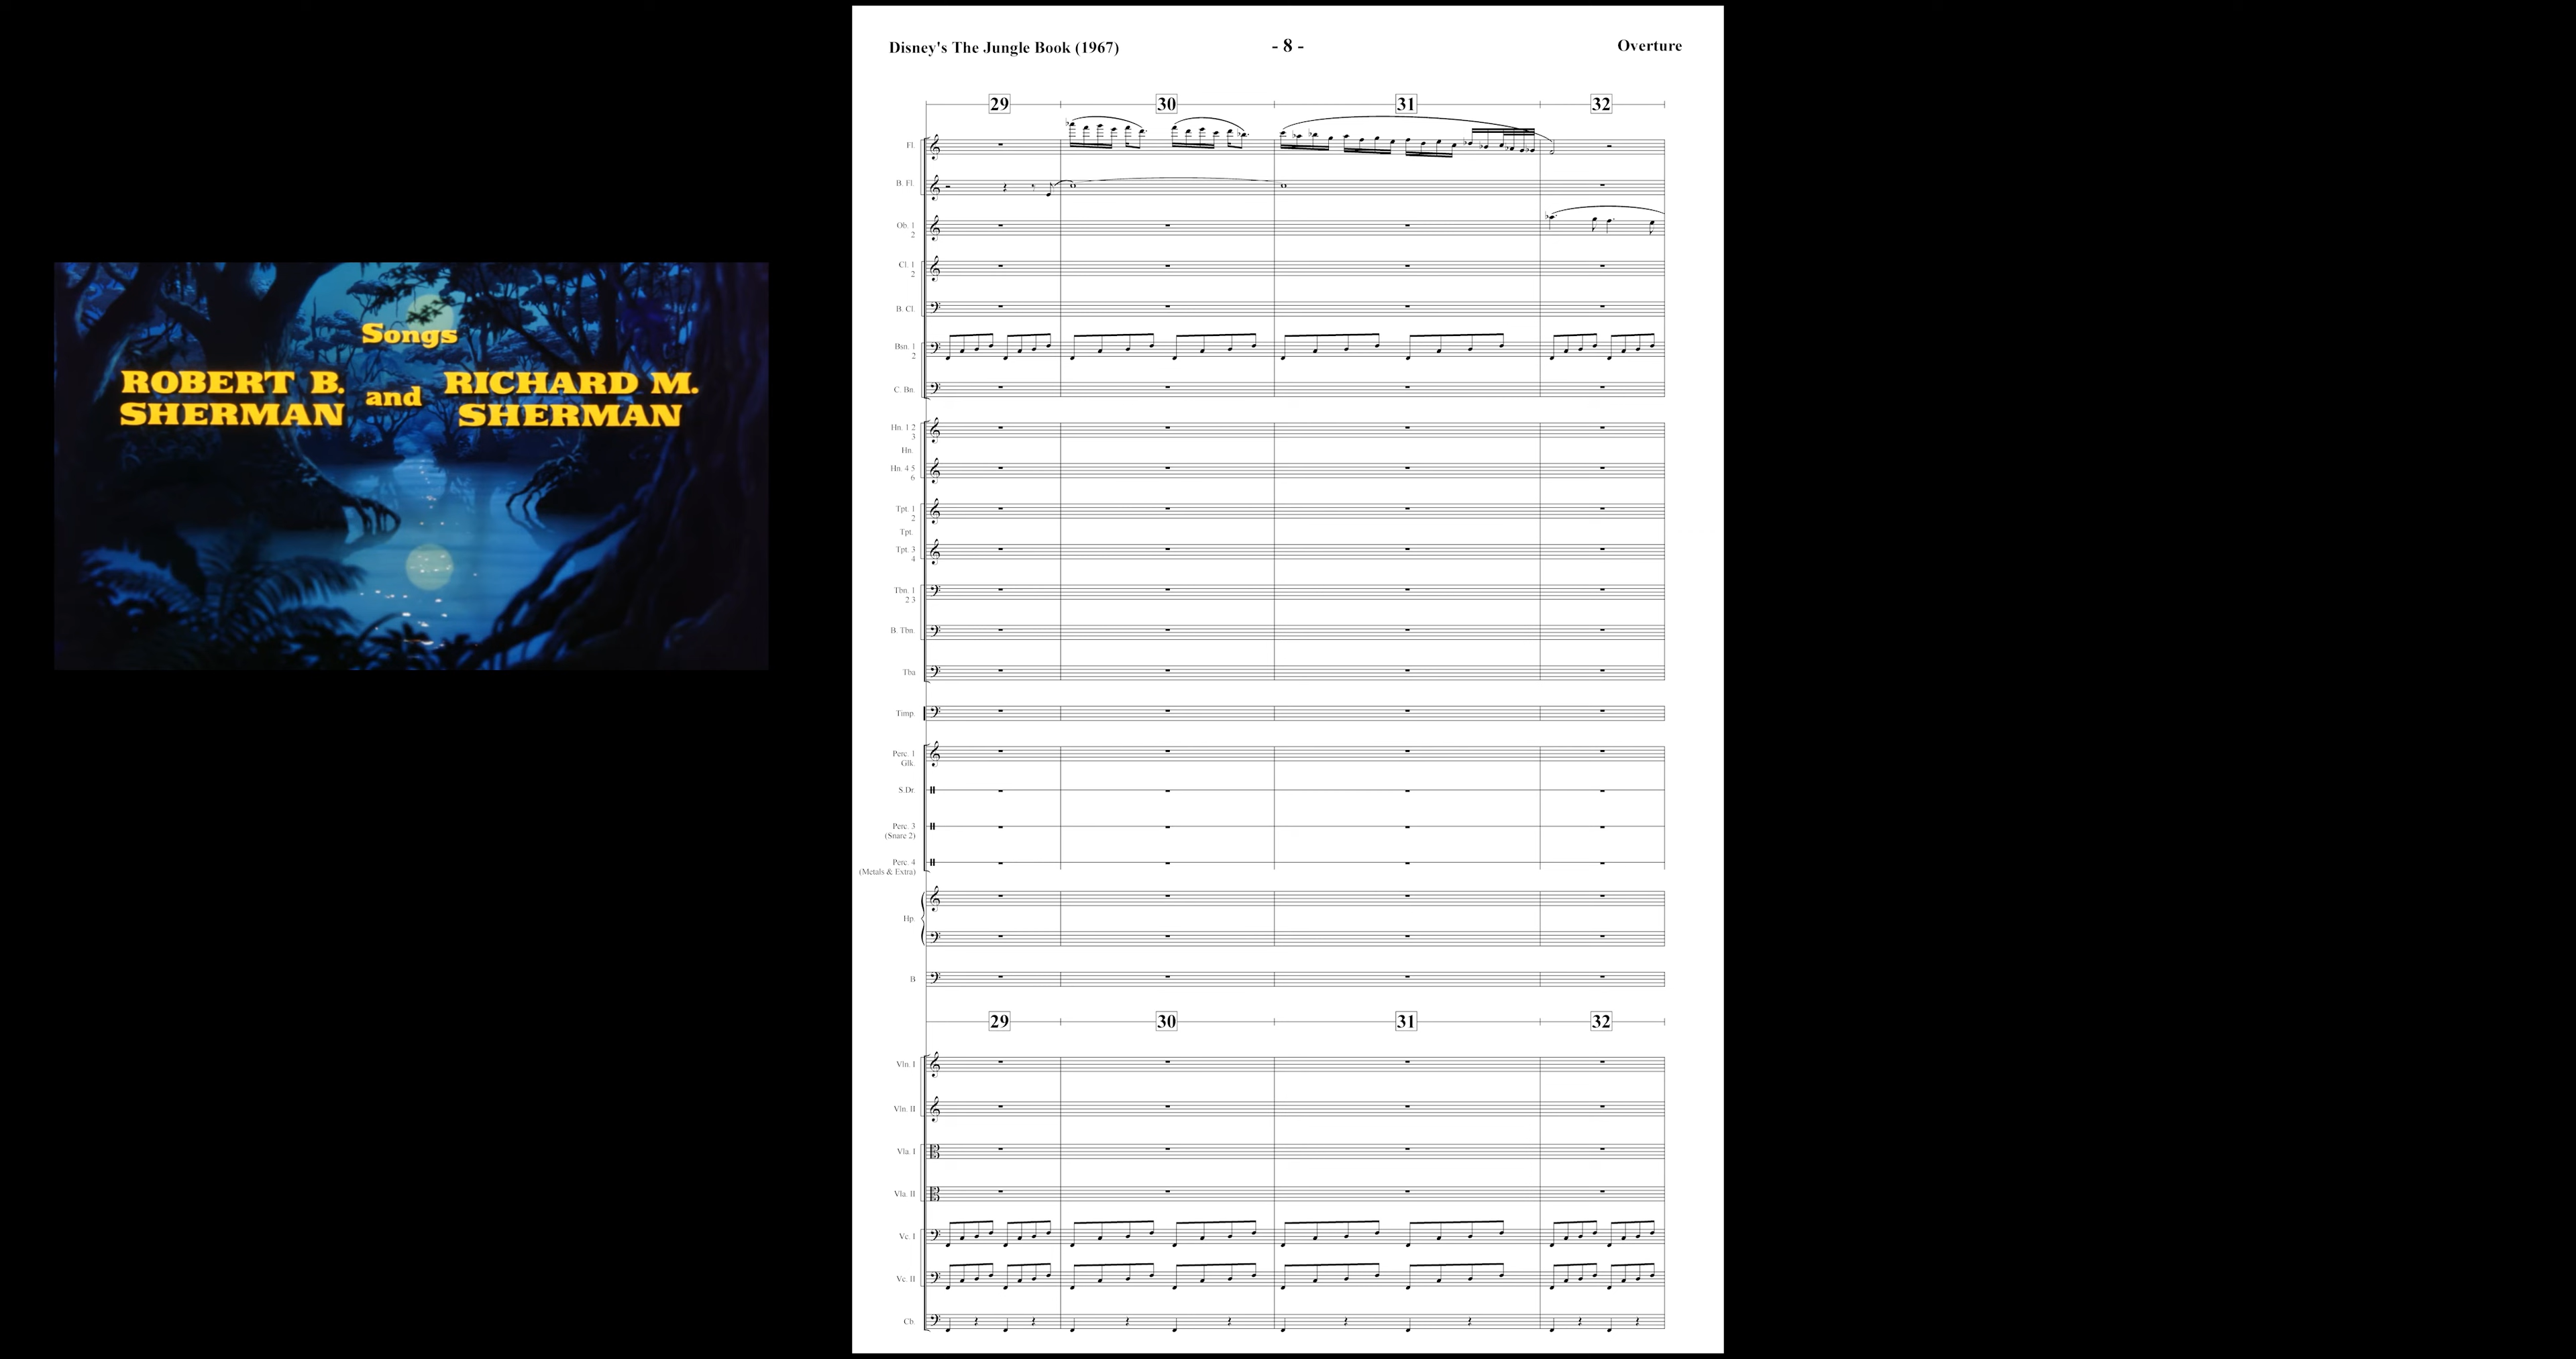 Songs
ROBERT B. SHERMAN and RICHARD M. SHERMAN
Disney's The Jungle Book (1967)
- 8 -
Overture
29 30 31 32
Fl.
B. Fl.
Ob. 1
2
Cl. 1
2
B. Cl.
Bsn. 1
2
C. Bn.
Hn. 1 2
3
Hn.
Hn. 4 5
6
Tpt. 1
2
Tpt.
Tpt. 3
4
Tbn. 1
2 3
B. Tbn.
Tba
Timp.
Perc. 1
Glk.
S.Dr.
Perc. 3
(Snare 2)
Perc. 4
(Metals & Extra)
Hp.
B
29 30 31 32
Vln. I
Vln. II
Vla. I
Vla. II
Vc. I
Vc. II
Cb.